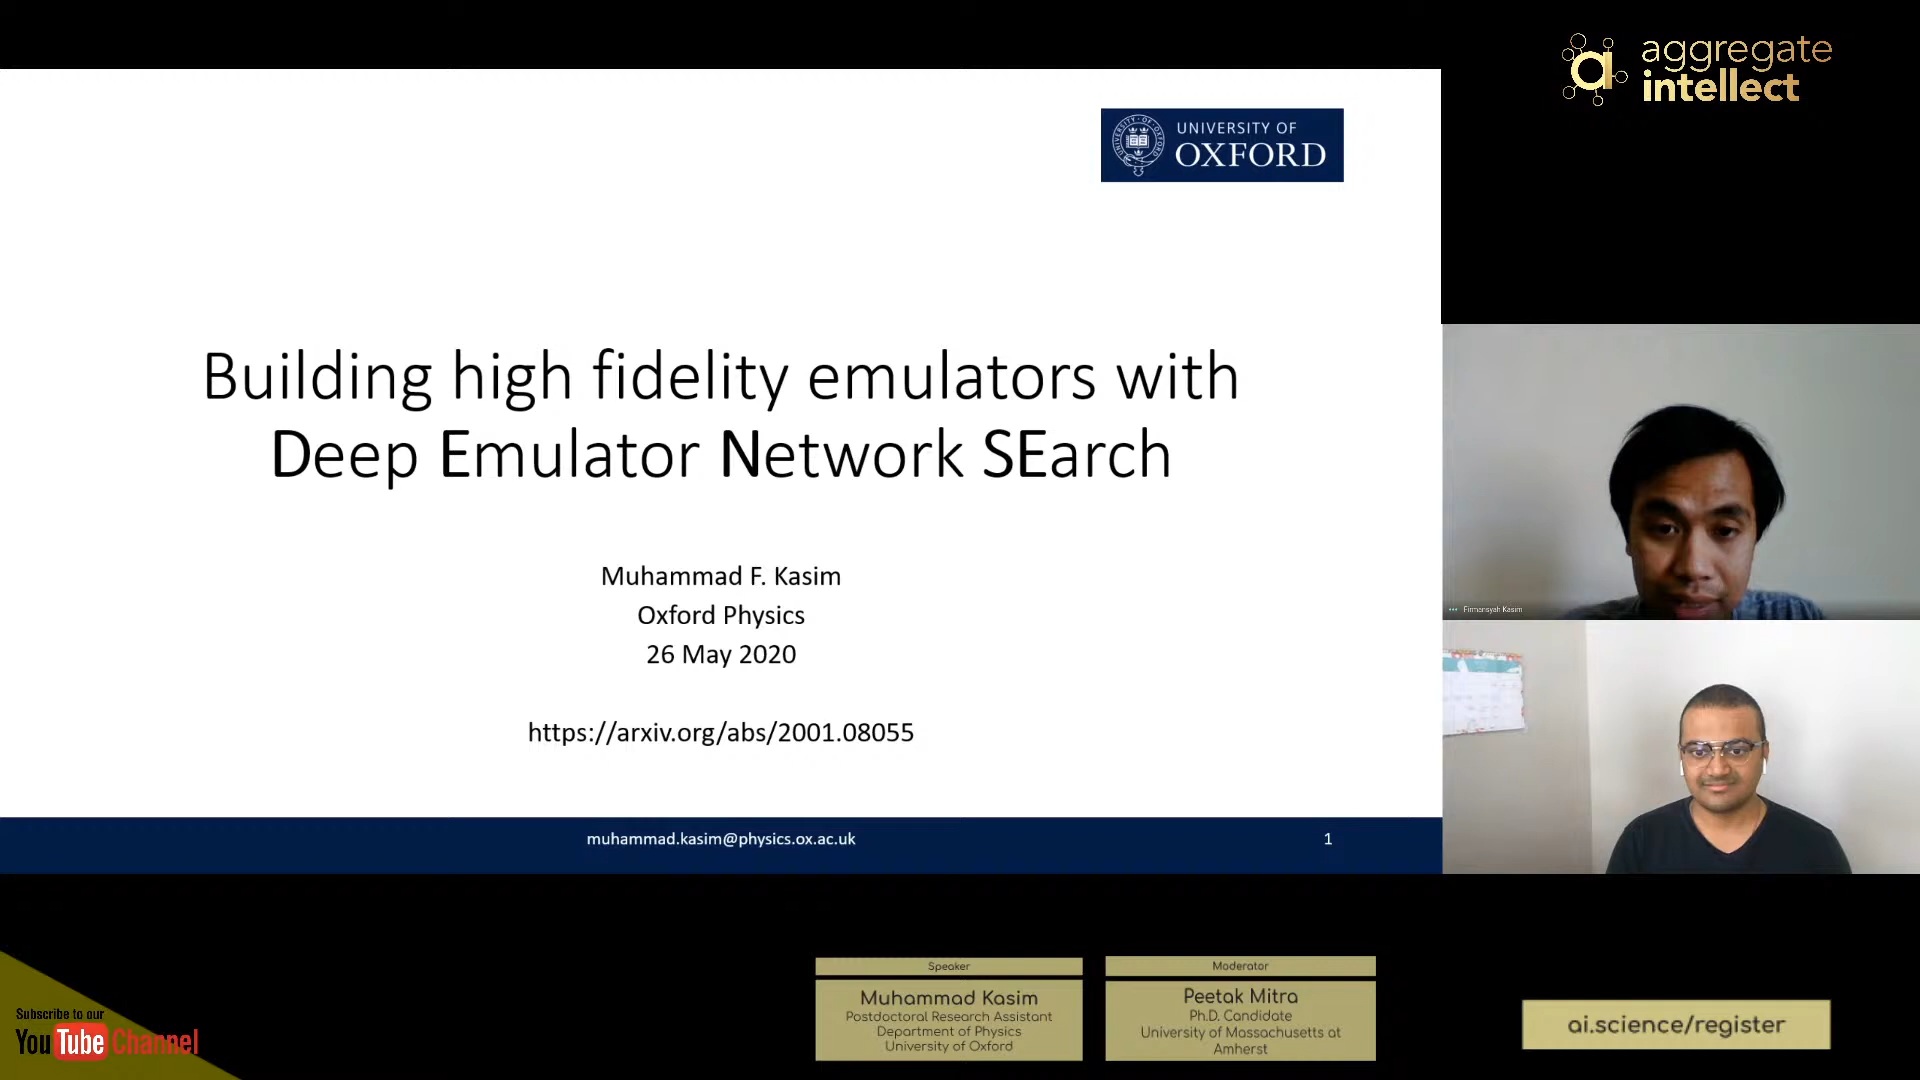 aggregate
intellect
UNIVERSITY OF
OXFORD
Building high fidelity emulators with
Deep Emulator Network SEarch
Muhammad F. Kasim
Oxford Physics
26 May 2020
https://arxiv.org/abs/2001.08055
muhammad.kasim@physics.ox.ac.uk
1
Firmansyah Kasim
Speaker
Muhammad Kasim
Postdoctoral Research Assistant
Department of Physics
University of Oxford
Moderator
Peetak Mitra
Ph.D. Candidate
University of Massachusetts at
Amherst
Subscribe to our
YouTube Channel
ai.science/register